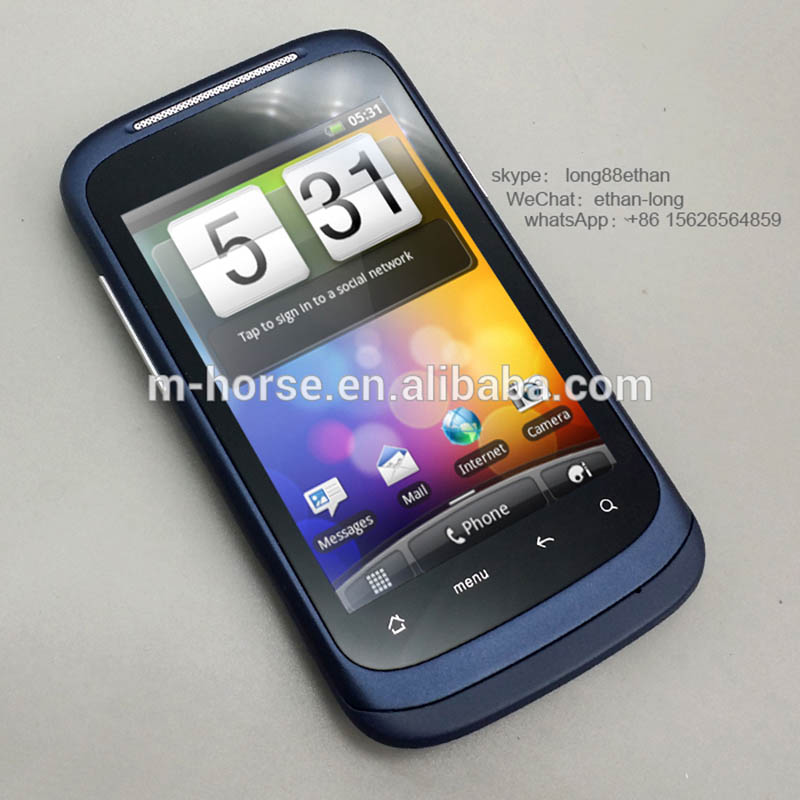 05:31
5 31
skype: long88ethan
WeChat: ethan-long
whatsApp: +86 15626564859
Tap to sign in to a social network
m-horse.en.alibaba.com
Camera
Internet
Mail
Messages
Phone
menu